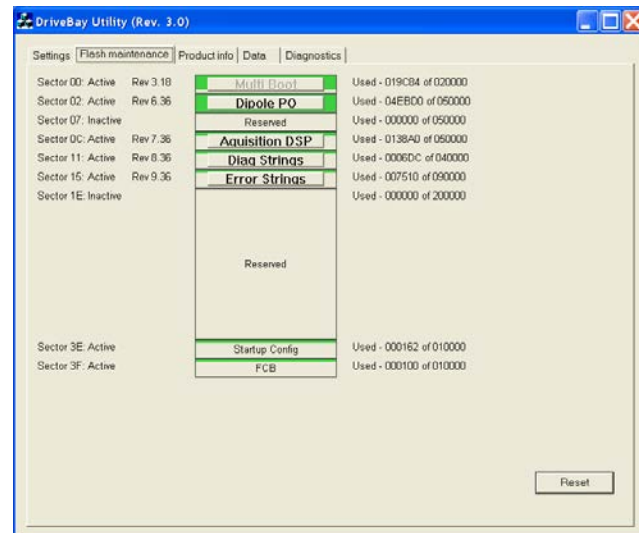 DriveBay Utility (Rev. 3.0)
Settings Flash maintenance Product info Data Diagnostics
Sector 00: Active Rev 3.18 Multi Boot Used - 019C84 of 020000
Sector 02: Active Rev 6.36 Dipole PO Used - 04EBD0 of 050000
Sector 07: Inactive Reserved Used - 000000 of 050000
Sector 0C: Active Rev 7.36 Aquisition DSP Used - 0138A0 of 050000
Sector 11: Active Rev 8.36 Diag Strings Used - 0006DC of 040000
Sector 15: Active Rev 9.36 Error Strings Used - 007510 of 090000
Sector 1E: Inactive Used - 000000 of 200000
Reserved
Sector 3E: Active Startup Config Used - 000162 of 010000
Sector 3F: Active FCB Used - 000100 of 010000
Reset